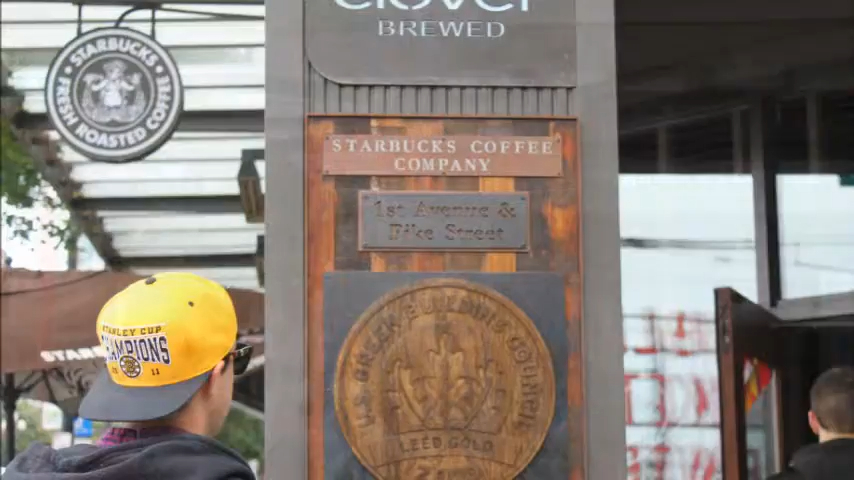 clover
BREWED
STARBUCKS
FRESH ROASTED COFFEE
STARBUCKS COFFEE
COMPANY
1st Avenue &
Pike Street
U.S. GREEN BUILDING COUNCIL
LEED GOLD
STANLEY CUP
CHAMPIONS